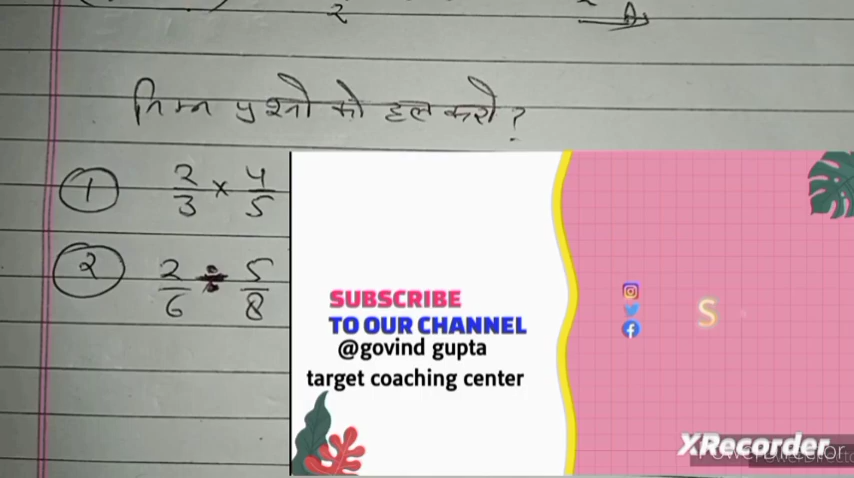 2
A
निम्न प्रश्नो को हल करो ?
① 2/3 × 4/5
② 2/6 ÷ 5/8
SUBSCRIBE
TO OUR CHANNEL
@govind gupta
target coaching center
S
XRecorder